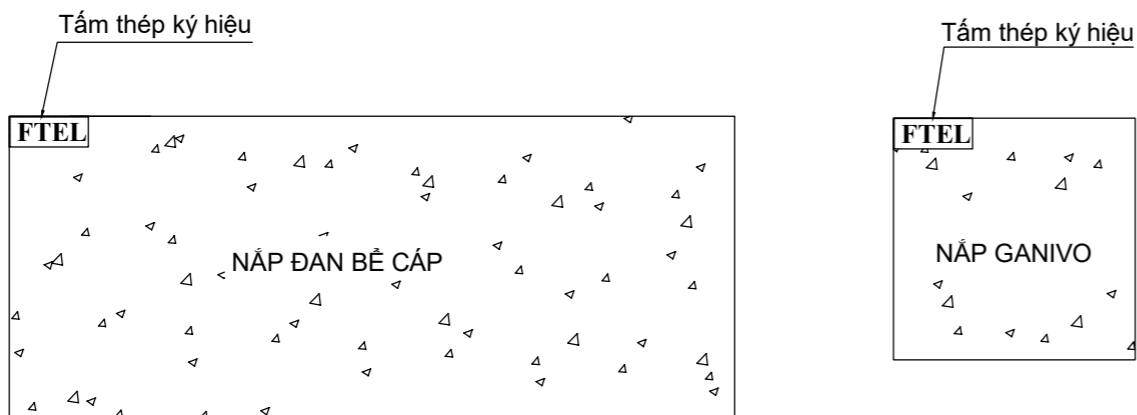 Tấm thép ký hiệu
Tấm thép ký hiệu
FTEL
FTEL
NẮP ĐAN BỂ CÁP
NẮP GANIVO